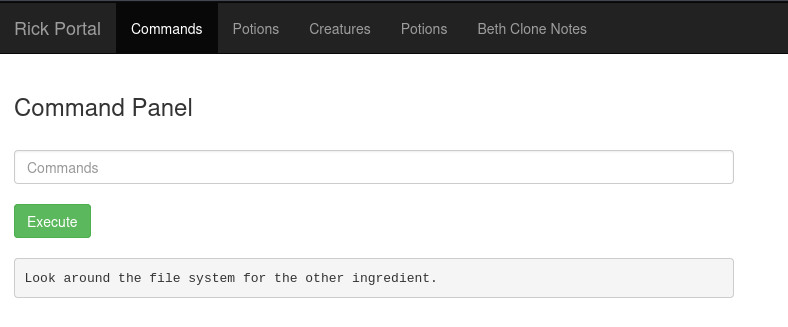 Rick Portal Commands Potions Creatures Potions Beth Clone Notes
Command Panel
Commands
Execute
Look around the file system for the other ingredient.